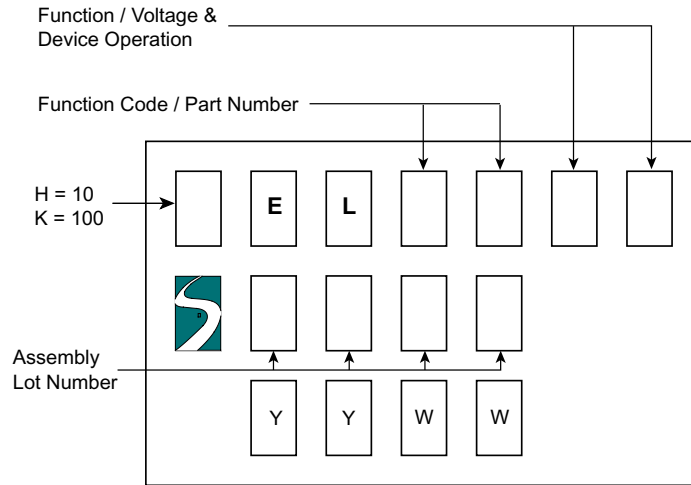 Function / Voltage &
Device Operation
Function Code / Part Number
H = 10
K = 100
E L
Assembly
Lot Number
Y Y W W